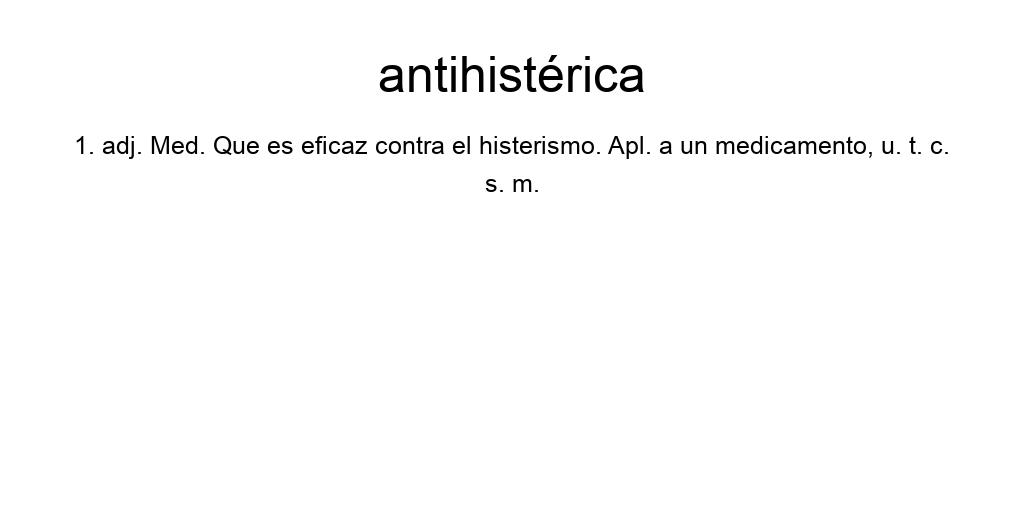 antihistérica
1. adj. Med. Que es eficaz contra el histerismo. Apl. a un medicamento, u. t. c.
s. m.